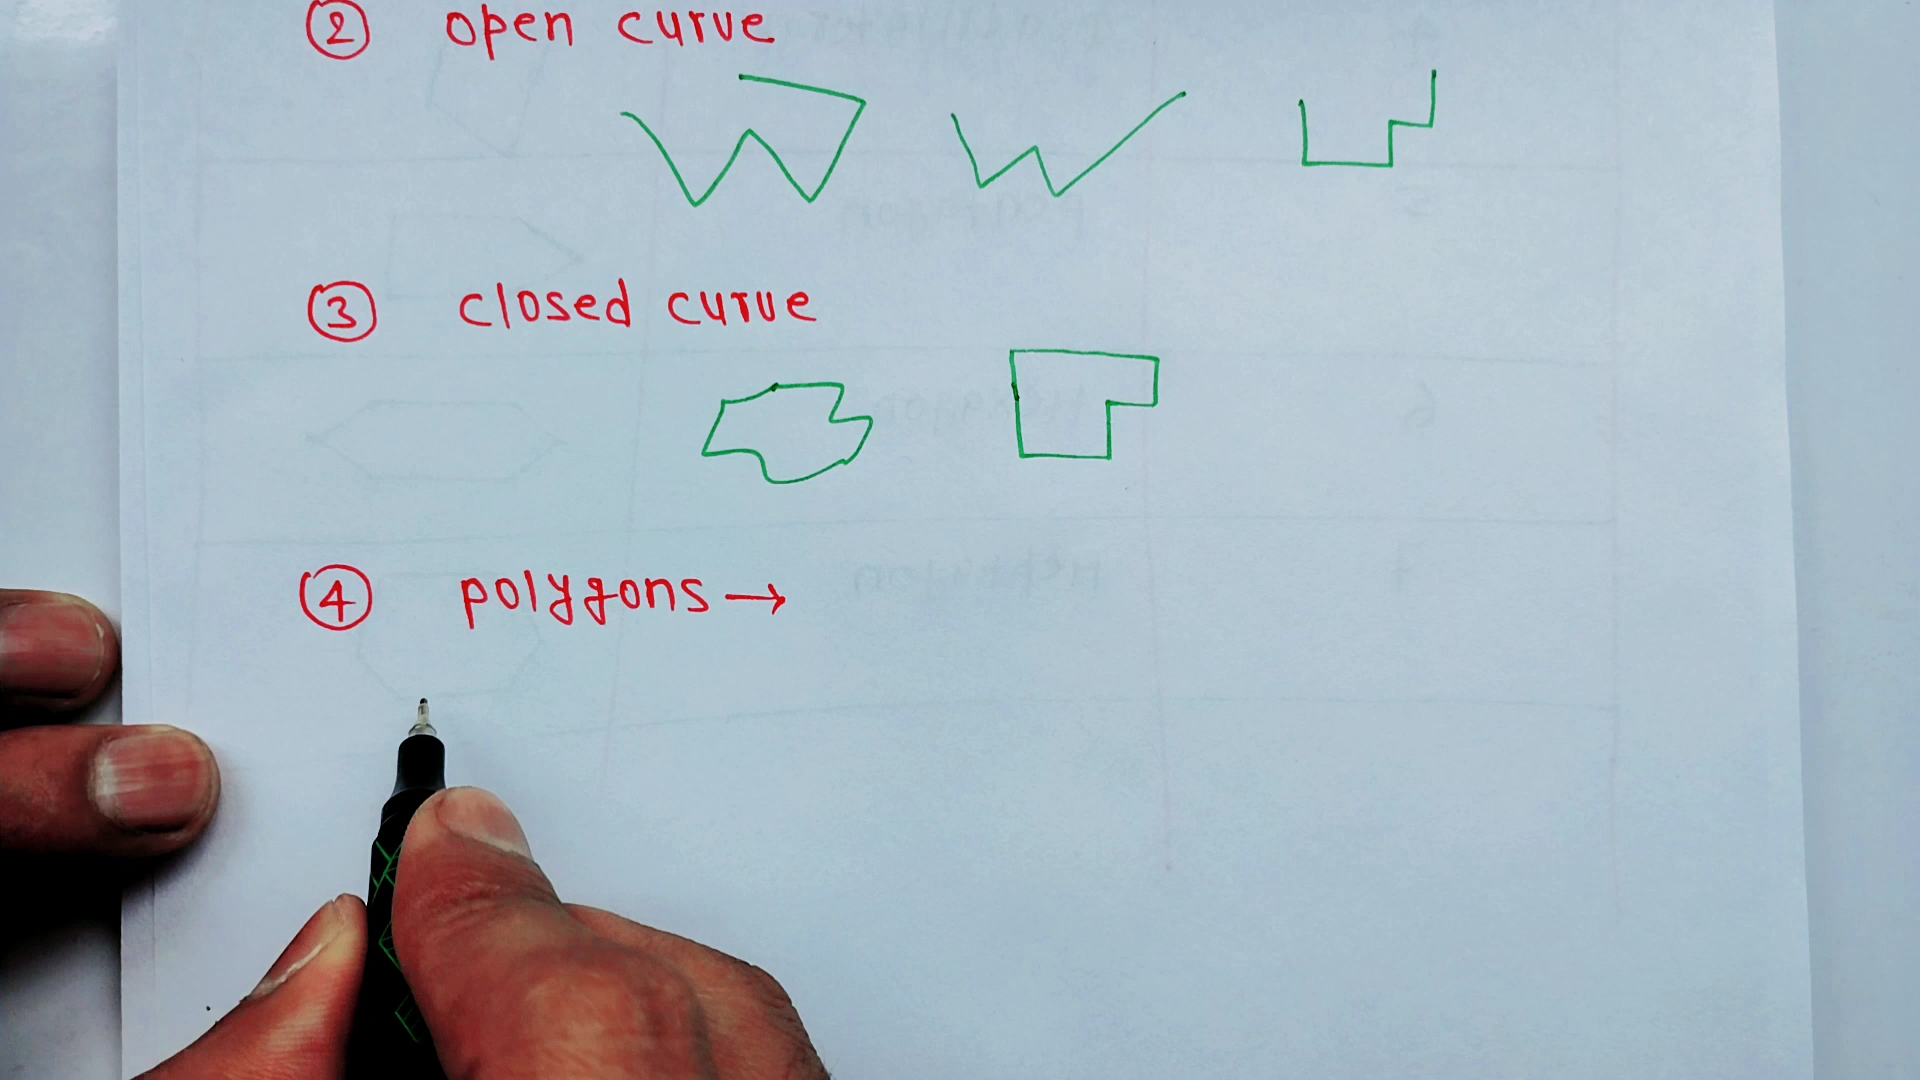 ② open curve
③ closed curve
④ polygons →